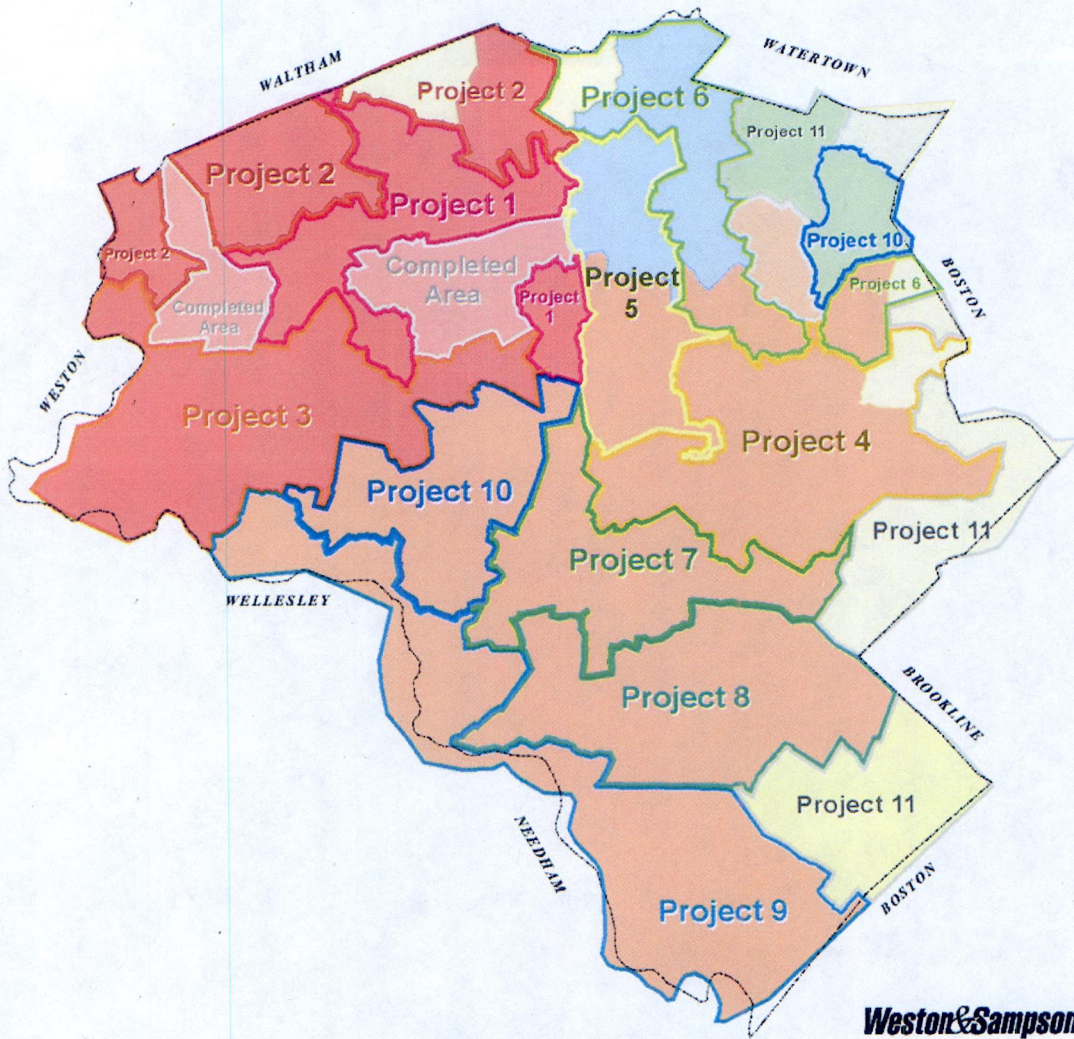 WALTHAM
WATERTOWN
Project 2
Project 6
Project 11
Project 2
Project 1
Project 2
Project 10
Completed
Area
Project
1
Project
5
Project 6
BOSTON
Completed
Area
WESTON
Project 3
Project 4
Project 10
Project 11
Project 7
WELLESLEY
Project 8
BROOKLINE
Project 11
NEEDHAM
Project 9
BOSTON
Weston&Sampson